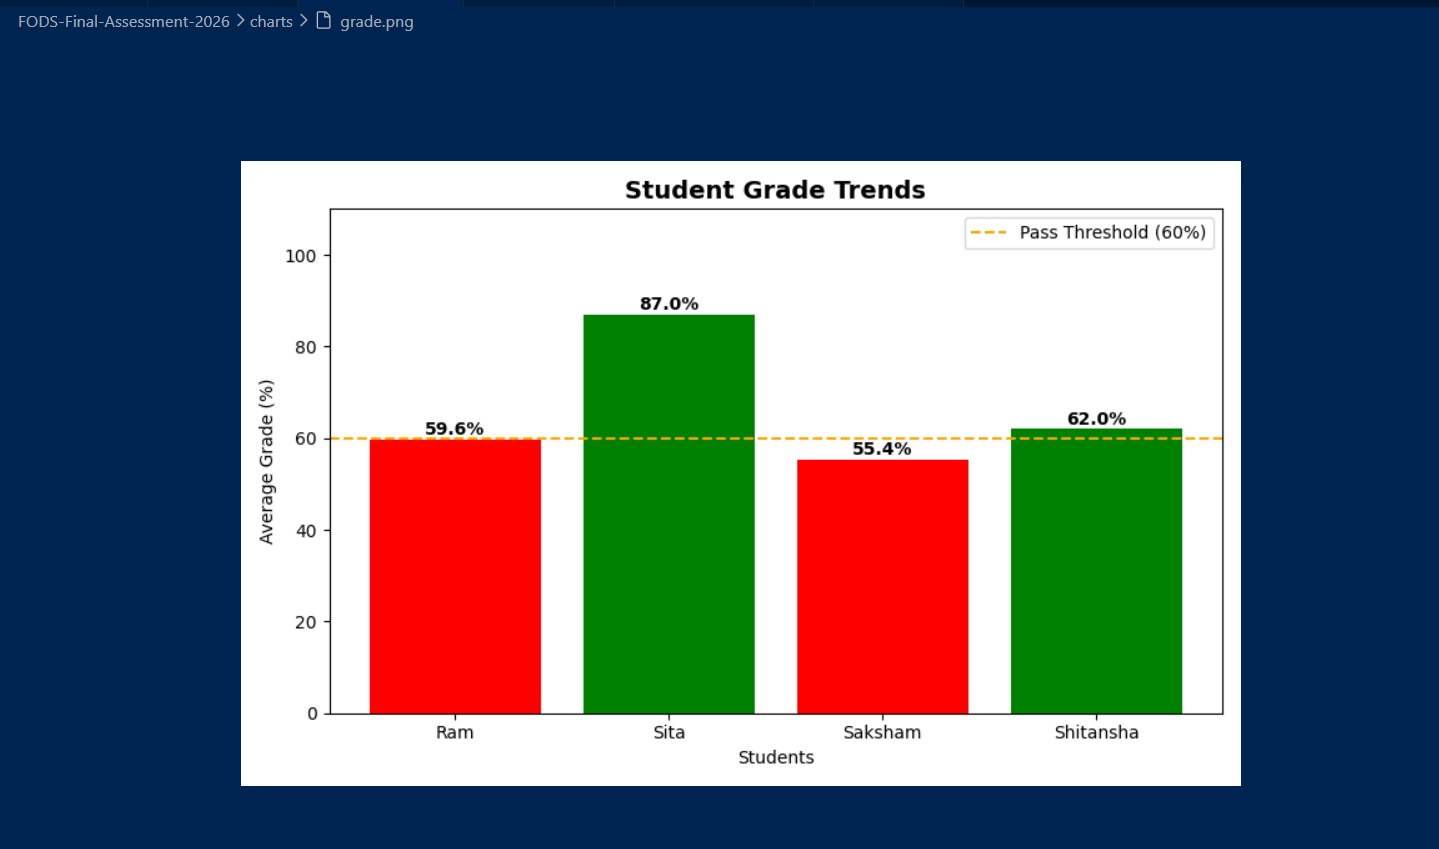 FODS-Final-Assessment-2026 > charts > grade.png
Student Grade Trends
Pass Threshold (60%)
100
80
60
40
20
0
Average Grade (%)
59.6%
87.0%
55.4%
62.0%
Ram
Sita
Saksham
Shitansha
Students